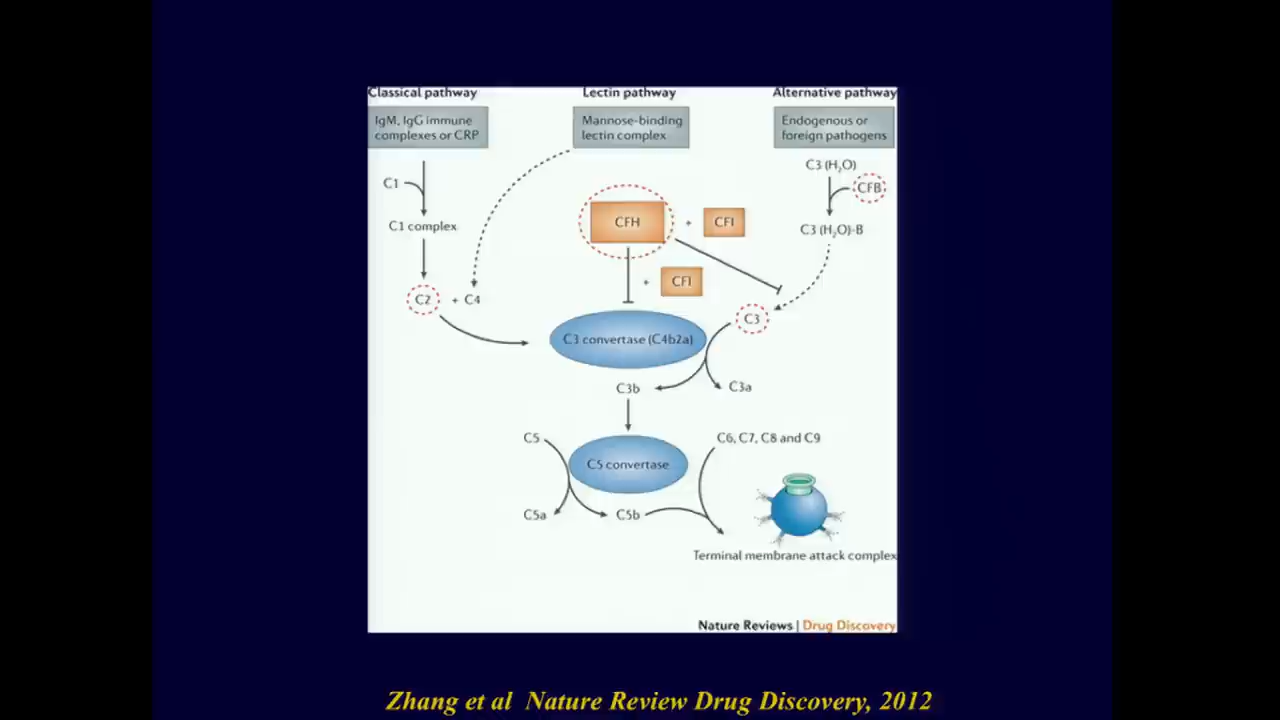 Classical pathway
Lectin pathway
Alternative pathway
IgM, IgG immune
complexes or CRP
Mannose-binding
lectin complex
Endogenous or
foreign pathogens
C3 (H₂O)
C1
CFB
C1 complex
CFH
+
CFI
C3 (H₂O)-B
+
CFI
C2
+ C4
C3
C3 convertase (C4b2a)
C3b
C3a
C5
C6, C7, C8 and C9
C5 convertase
C5a
C5b
Terminal membrane attack complex
Nature Reviews | Drug Discovery
Zhang et al Nature Review Drug Discovery, 2012